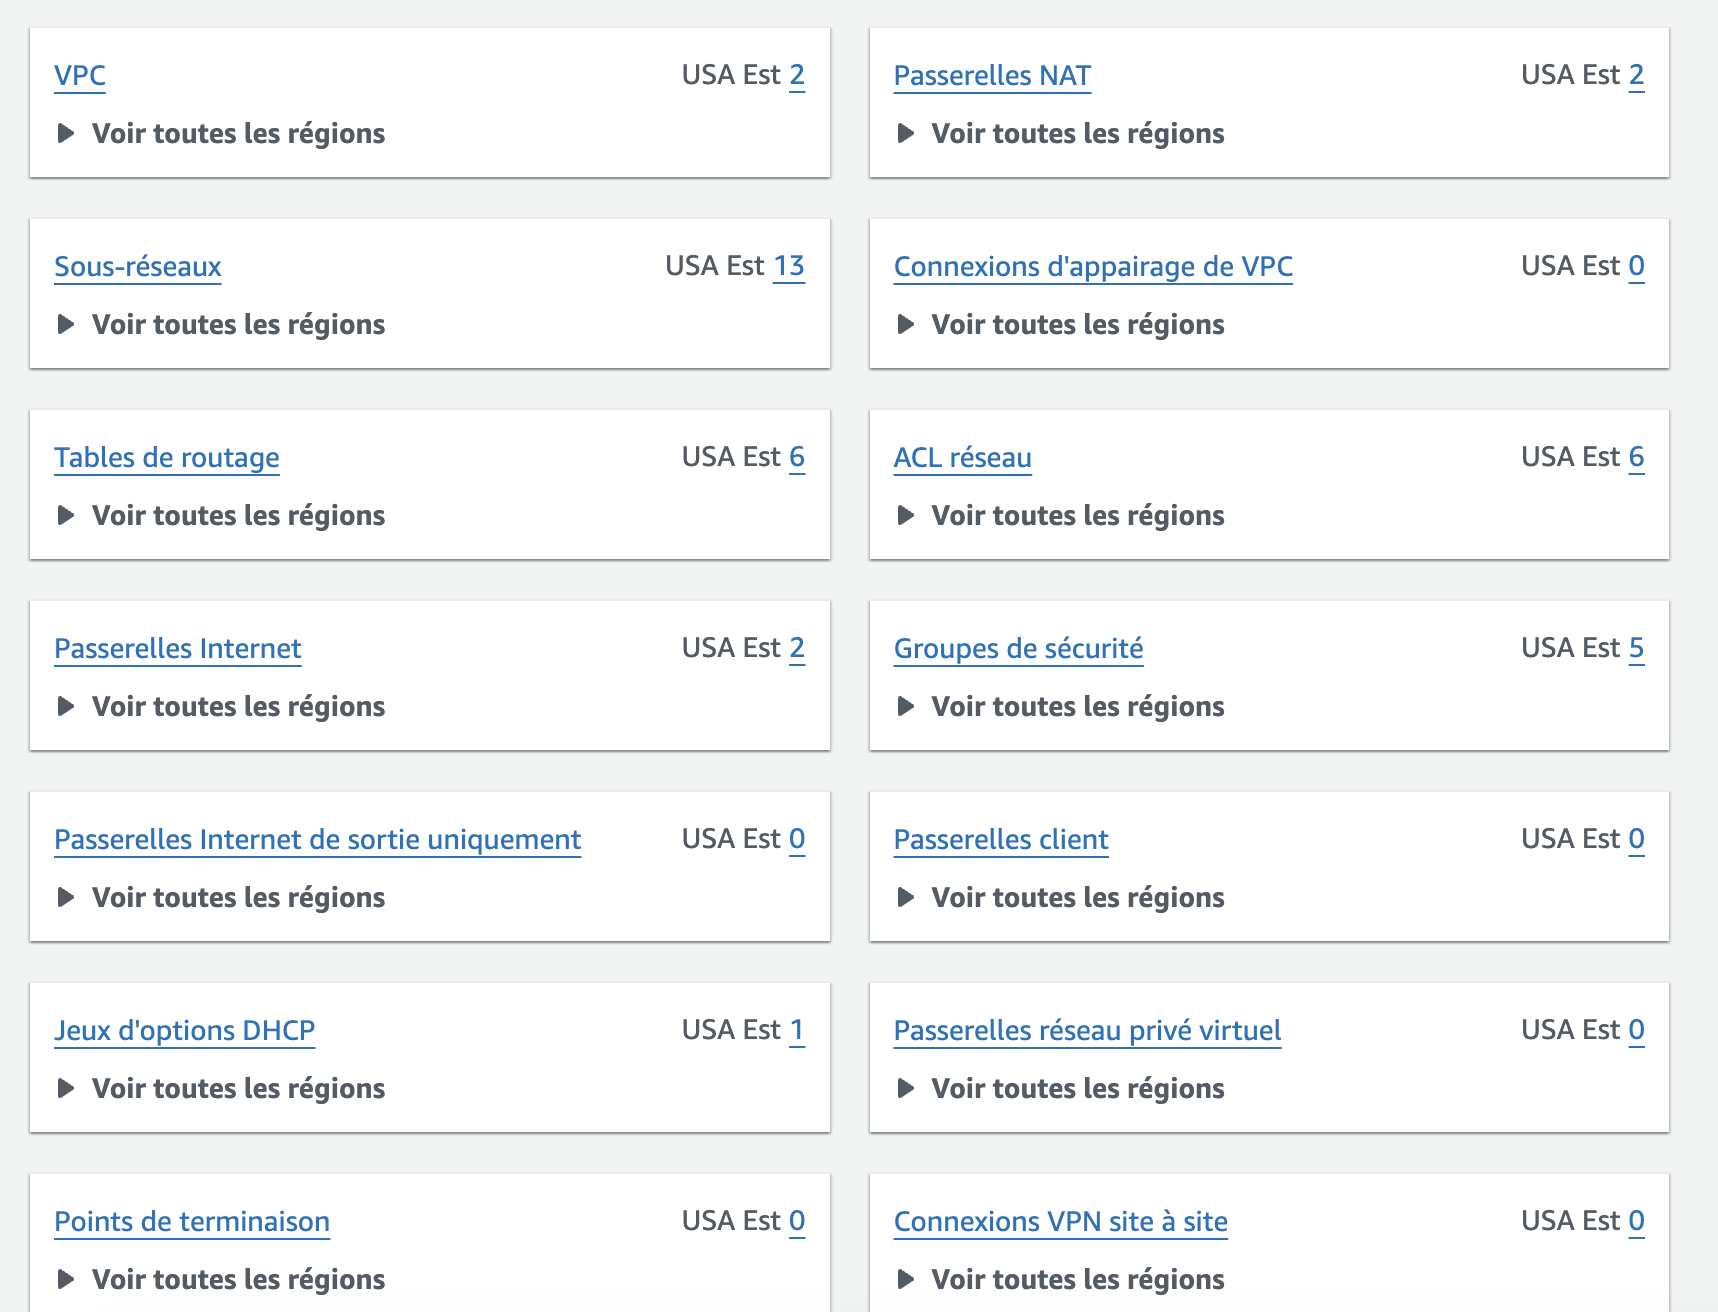 VPC USA Est 2
Voir toutes les régions
Passerelles NAT USA Est 2
Voir toutes les régions
Sous-réseaux USA Est 13
Voir toutes les régions
Connexions d'appairage de VPC USA Est 0
Voir toutes les régions
Tables de routage USA Est 6
Voir toutes les régions
ACL réseau USA Est 6
Voir toutes les régions
Passerelles Internet USA Est 2
Voir toutes les régions
Groupes de sécurité USA Est 5
Voir toutes les régions
Passerelles Internet de sortie uniquement USA Est 0
Voir toutes les régions
Passerelles client USA Est 0
Voir toutes les régions
Jeux d'options DHCP USA Est 1
Voir toutes les régions
Passerelles réseau privé virtuel USA Est 0
Voir toutes les régions
Points de terminaison USA Est 0
Voir toutes les régions
Connexions VPN site à site USA Est 0
Voir toutes les régions